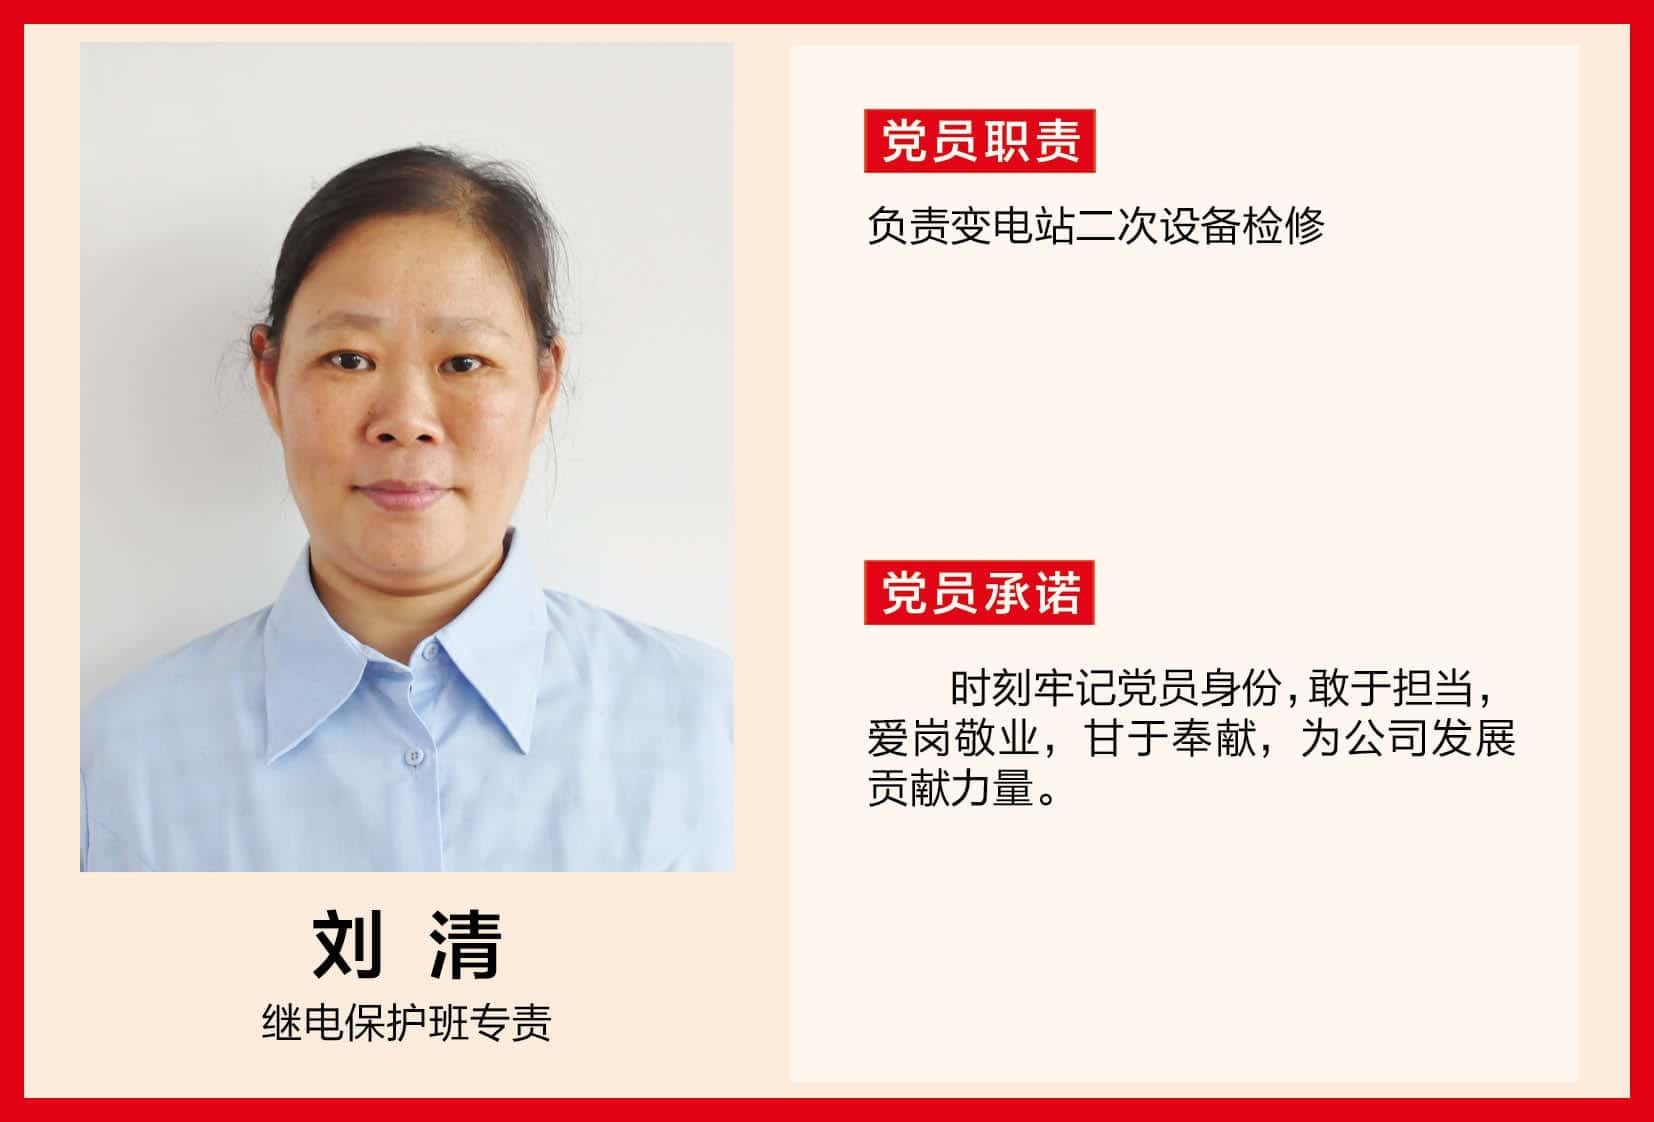 刘 清
继电保护班专责
党员职责
负责变电站二次设备检修
党员承诺
时刻牢记党员身份，敢于担当，
爱岗敬业，甘于奉献，为公司发展
贡献力量。